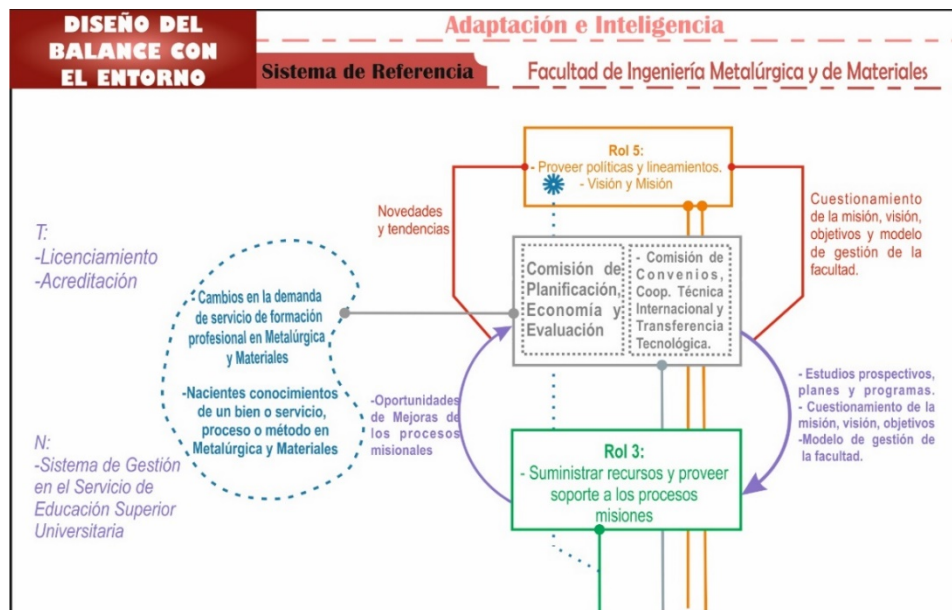 DISEÑO DEL
BALANCE CON
EL ENTORNO
Adaptación e Inteligencia
Sistema de Referencia
Facultad de Ingeniería Metalúrgica y de Materiales
Rol 5:
- Proveer políticas y lineamientos.
- Visión y Misión
Novedades
y tendencias
Cuestionamiento
de la misión, visión,
objetivos y modelo
de gestión de la
facultad.
T:
-Licenciamiento
-Acreditación
Comisión de
Planificación,
Economía y
Evaluación
- Comisión de
Convenios,
Coop. Técnica
Internacional y
Transferencia
Tecnológica.
- Cambios en la demanda
de servicio de formación
profesional en Metalúrgica
y Materiales
-Nacientes conocimientos
de un bien o servicio,
proceso o método en
Metalúrgica y Materiales
-Oportunidades
de Mejoras de
los procesos
misionales
- Estudios prospectivos,
planes y programas.
- Cuestionamiento de la
misión, visión, objetivos
-Modelo de gestión de
la facultad.
N:
-Sistema de Gestión
en el Servicio de
Educación Superior
Universitaria
Rol 3:
- Suministrar recursos y proveer
soporte a los procesos
misiones